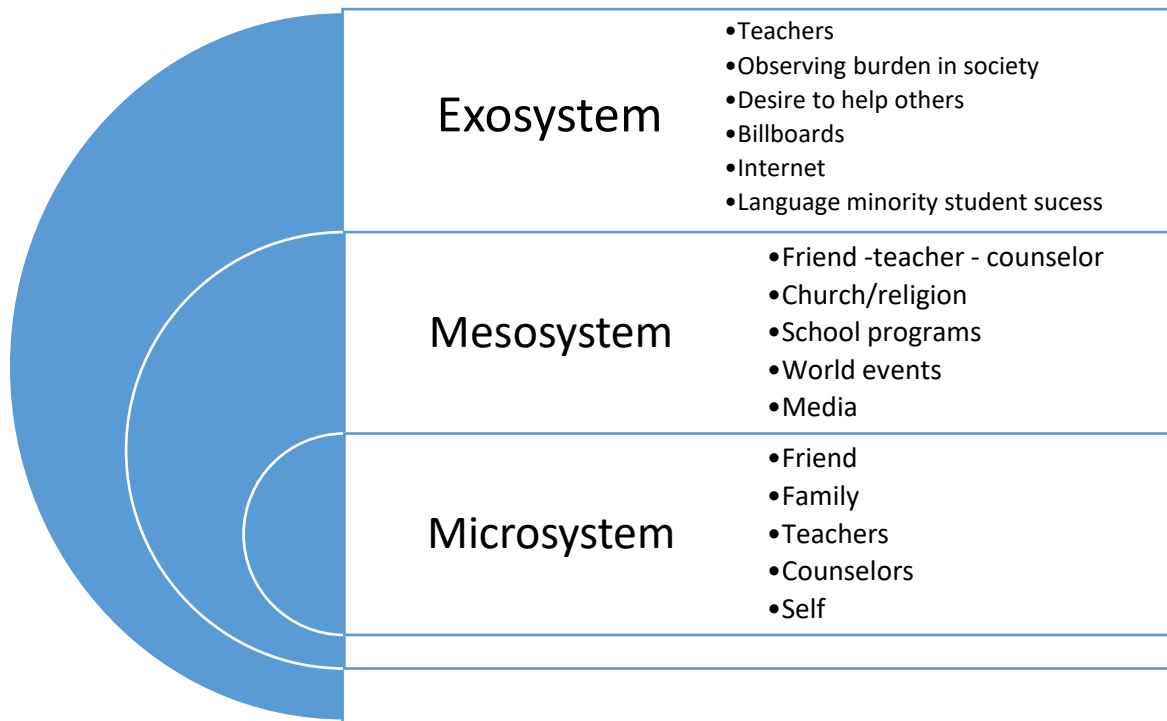 Exosystem
•Teachers
•Observing burden in society
•Desire to help others
•Billboards
•Internet
•Language minority student sucess
Mesosystem
•Friend -teacher - counselor
•Church/religion
•School programs
•World events
•Media
Microsystem
•Friend
•Family
•Teachers
•Counselors
•Self